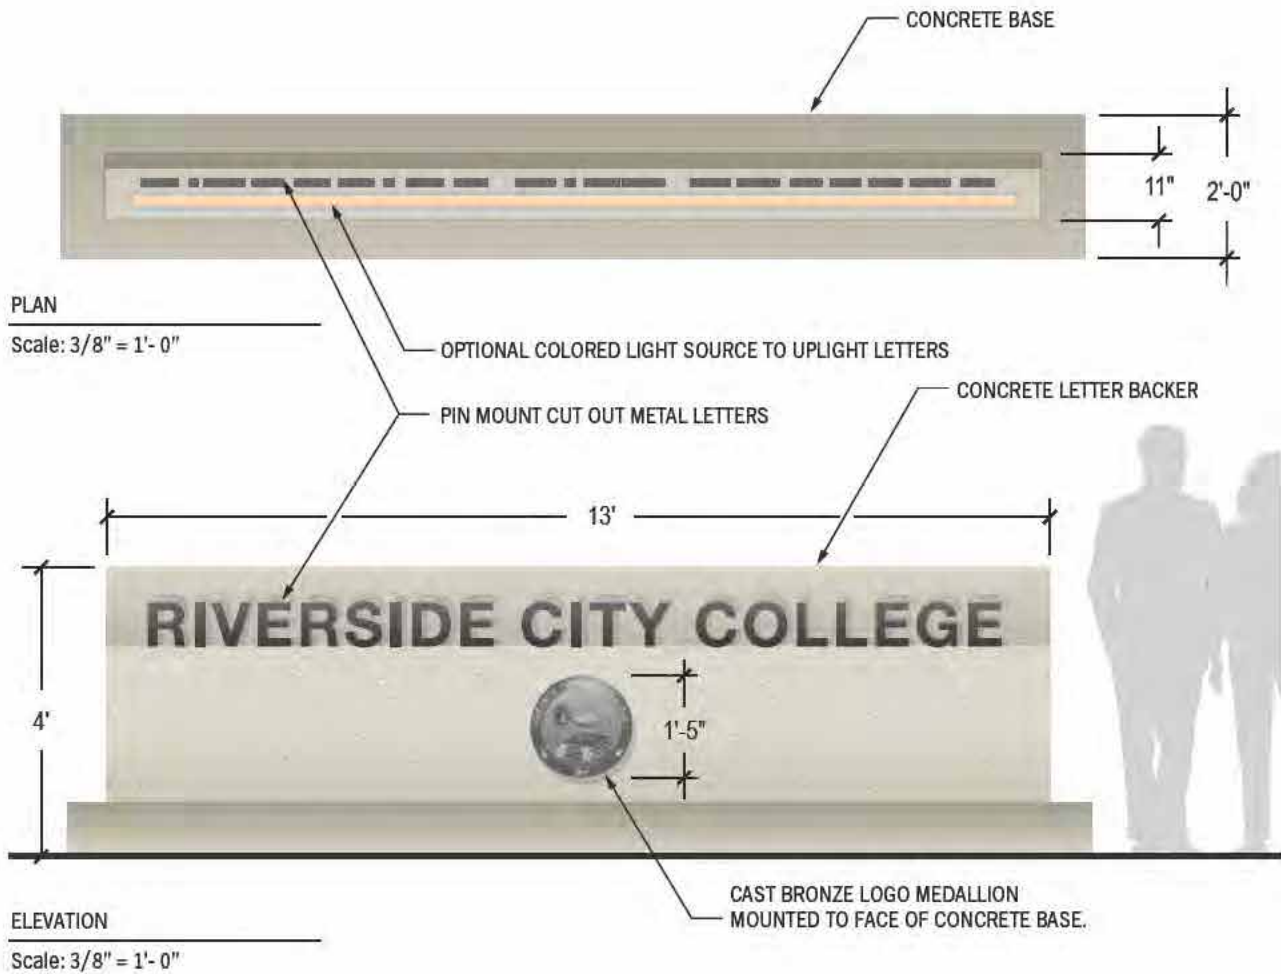 CONCRETE BASE
11"
2'-0"
PLAN
Scale: 3/8" = 1'- 0"
OPTIONAL COLORED LIGHT SOURCE TO UPLIGHT LETTERS
CONCRETE LETTER BACKER
PIN MOUNT CUT OUT METAL LETTERS
13'
RIVERSIDE CITY COLLEGE
4'
1'-5"
CAST BRONZE LOGO MEDALLION
MOUNTED TO FACE OF CONCRETE BASE.
ELEVATION
Scale: 3/8" = 1'- 0"